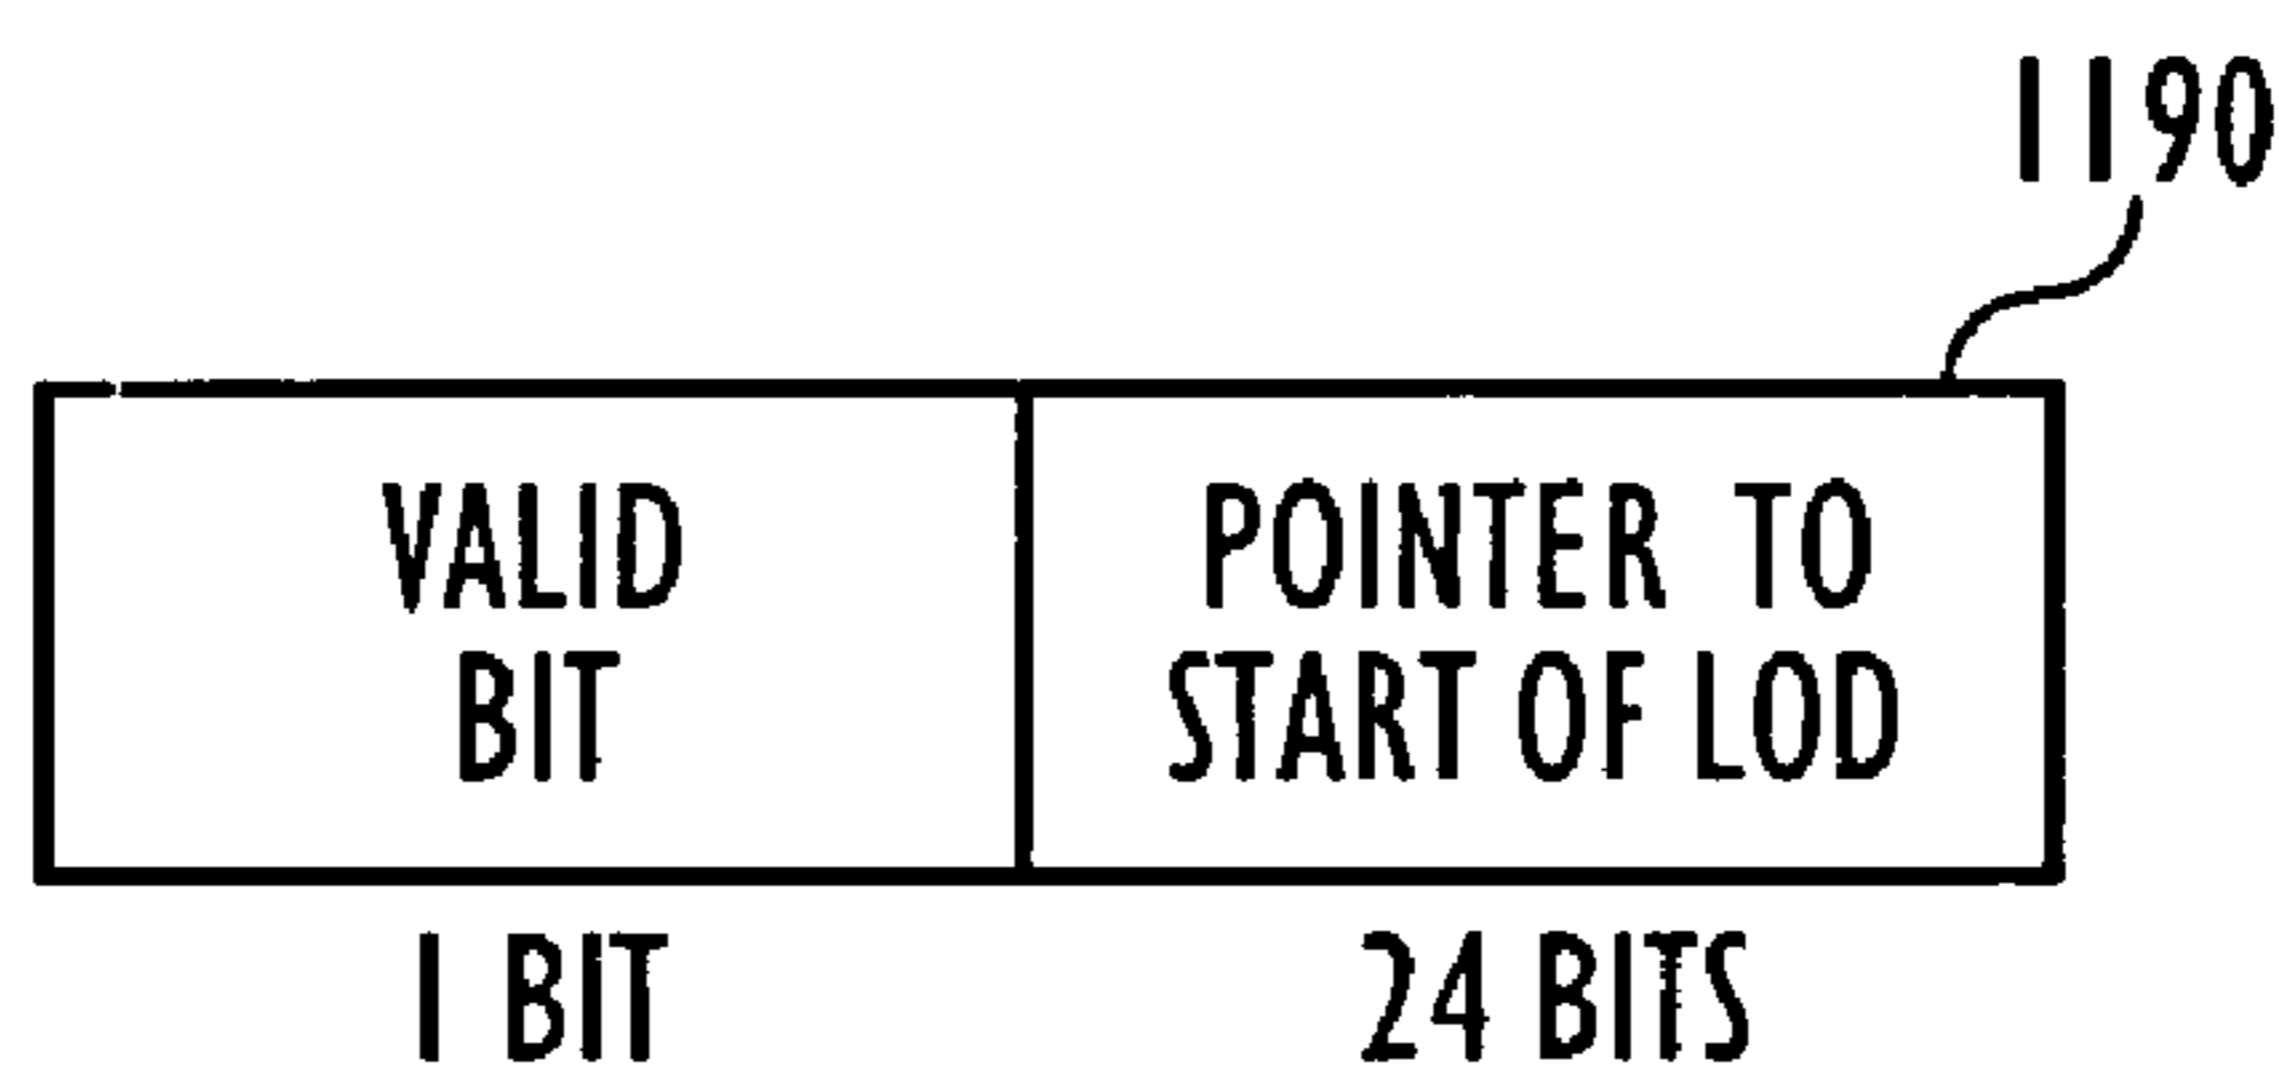 1190
VALID
BIT
POINTER TO
START OF LOD
1 BIT
24 BITS